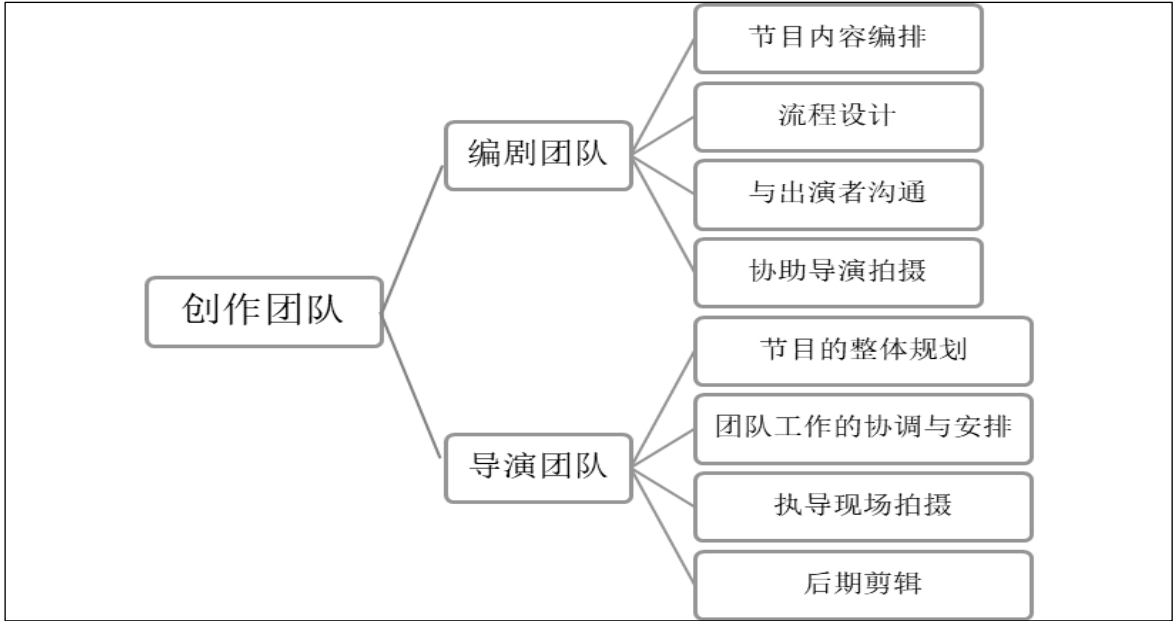 创作团队
编剧团队
节目内容编排
流程设计
与出演者沟通
协助导演拍摄
导演团队
节目的整体规划
团队工作的协调与安排
执导现场拍摄
后期剪辑